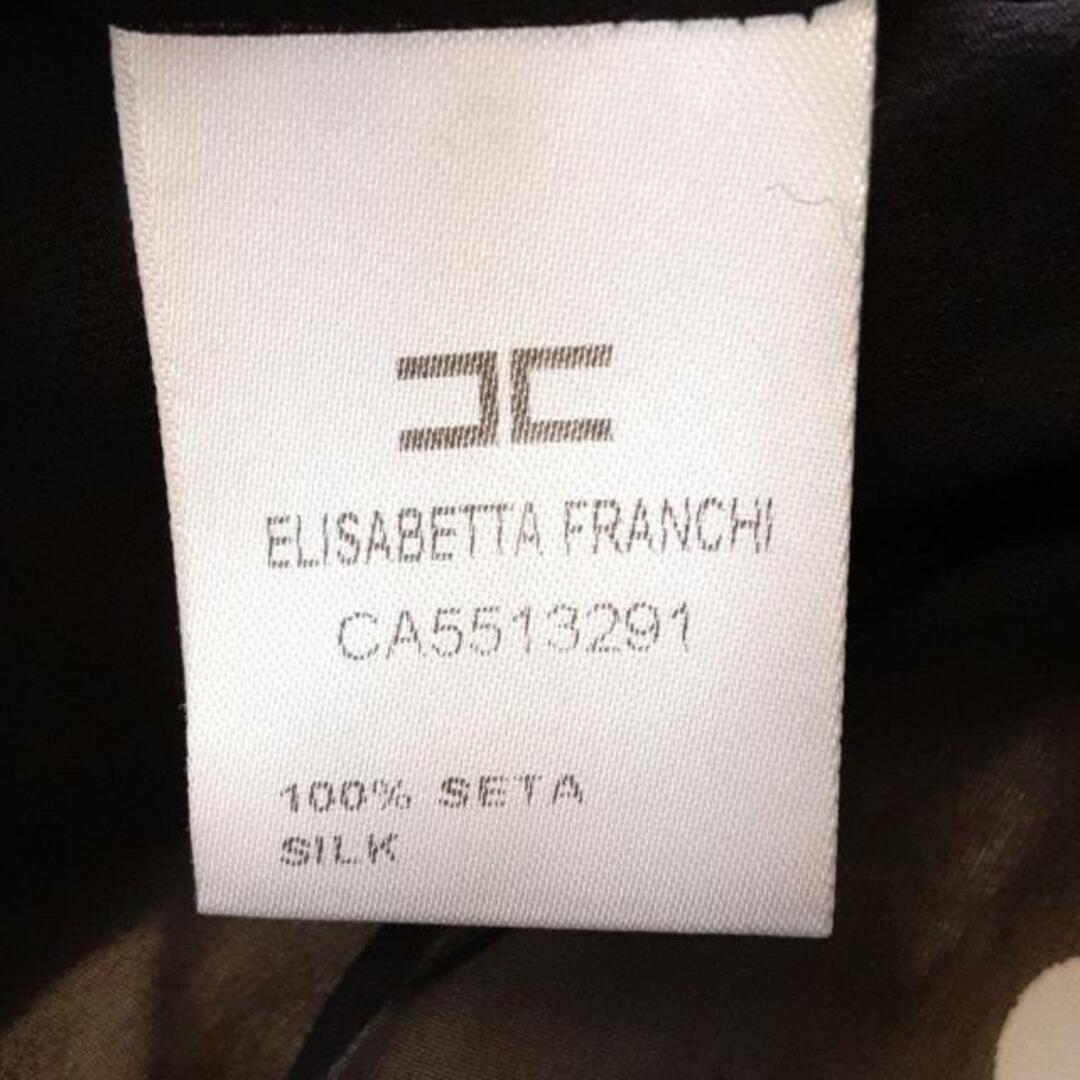 ELISABETTA FRANCHI
CA5513291
100% SETA
SILK